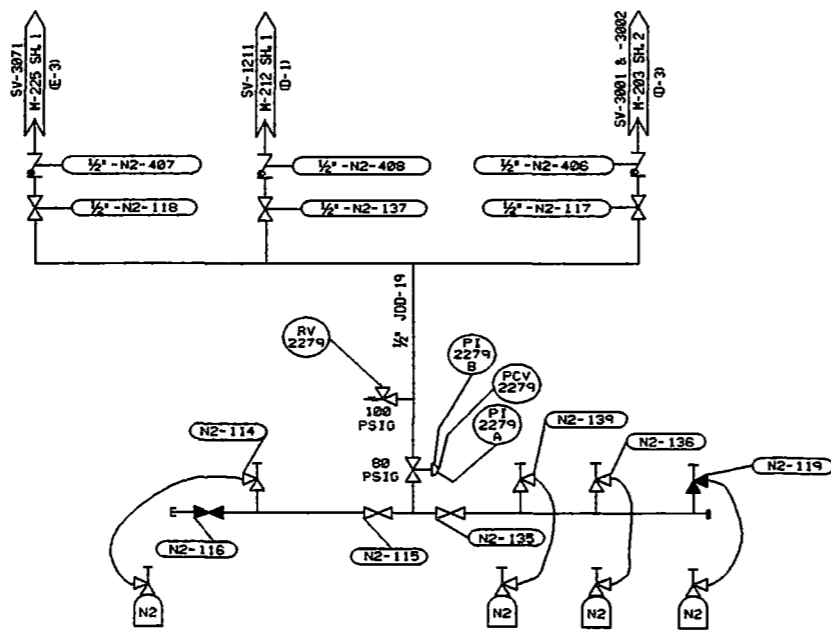 SV-3071
M-225 SH. 1
(E-3)
SV-1211
M-212 SH. 1
(D-1)
SV-3001 & -3002
M-203 SH. 2
(D-3)
½"-N2-407
½"-N2-408
½"-N2-406
½"-N2-118
½"-N2-137
½"-N2-117
½" JDD-19
RV
2279
PI
2279
B
PCV
2279
PI
2279
A
100
PSIG
80
PSIG
N2-114
N2-139
N2-136
N2-119
N2-116
N2-115
N2-135
N2
N2
N2
N2